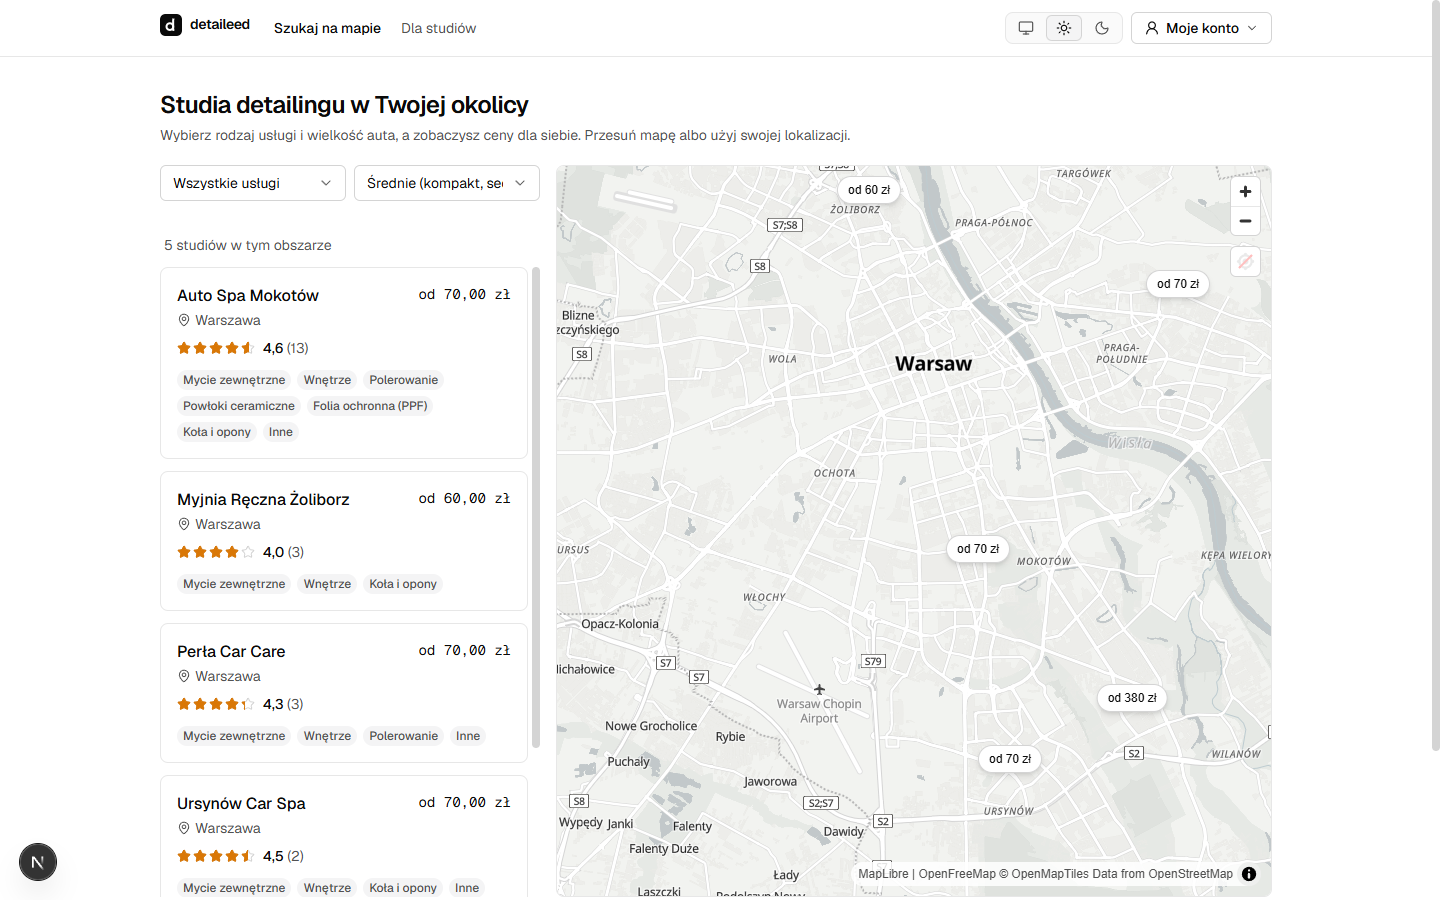 detaileed
Szukaj na mapie
Dla studiów
Moje konto
Studia detailingu w Twojej okolicy
Wybierz rodzaj usługi i wielkość auta, a zobaczysz ceny dla siebie. Przesuń mapę albo użyj swojej lokalizacji.
Wszystkie usługi
Średnie (kompakt,
5 studiów w tym obszarze
Auto Spa Mokotów
od 70,00 zł
Warszawa
4,6 (13)
Mycie zewnętrzne Wnętrze Polerowanie
Powłoki ceramiczne Folia ochronna (PPF)
Koła i opony Inne
Myjnia Ręczna Żoliborz
od 60,00 zł
Warszawa
4,0 (3)
Mycie zewnętrzne Wnętrze Koła i opony
Perła Car Care
od 70,00 zł
Warszawa
4,3 (3)
Mycie zewnętrzne Wnętrze Polerowanie Inne
Ursynów Car Spa
od 70,00 zł
Warszawa
4,5 (2)
Mycie zewnętrzne Wnętrze Koła i opony Inne
N
TARGÓWEK
od 60 zł
ŻOLIBORZ
S7;S8
PRAGA-PÓŁNOC
S8
od 70 zł
Blizne
zczyńskiego
S8
WOLA
Warsaw
PRAGA-
POŁUDNIE
Wisła
OCHOTA
URSUS
od 70 zł
MOKOTÓW
KĘPA WIELORY
WŁOCHY
Opacz-Kolonia
S7
S79
Michałowice
S7
Warsaw Chopin
Airport
od 380 zł
Nowe Grocholice
Rybie
Puchały
S2
WILANÓW
od 70 zł
Jaworowa
S8
S2;S7
URSYNÓW
Wypędy
Janki
Falenty
S2
Dawidy
Falenty Duże
Łady
Laszczki
Podolszyn Nowy
MapLibre | OpenFreeMap © OpenMapTiles Data from OpenStreetMap